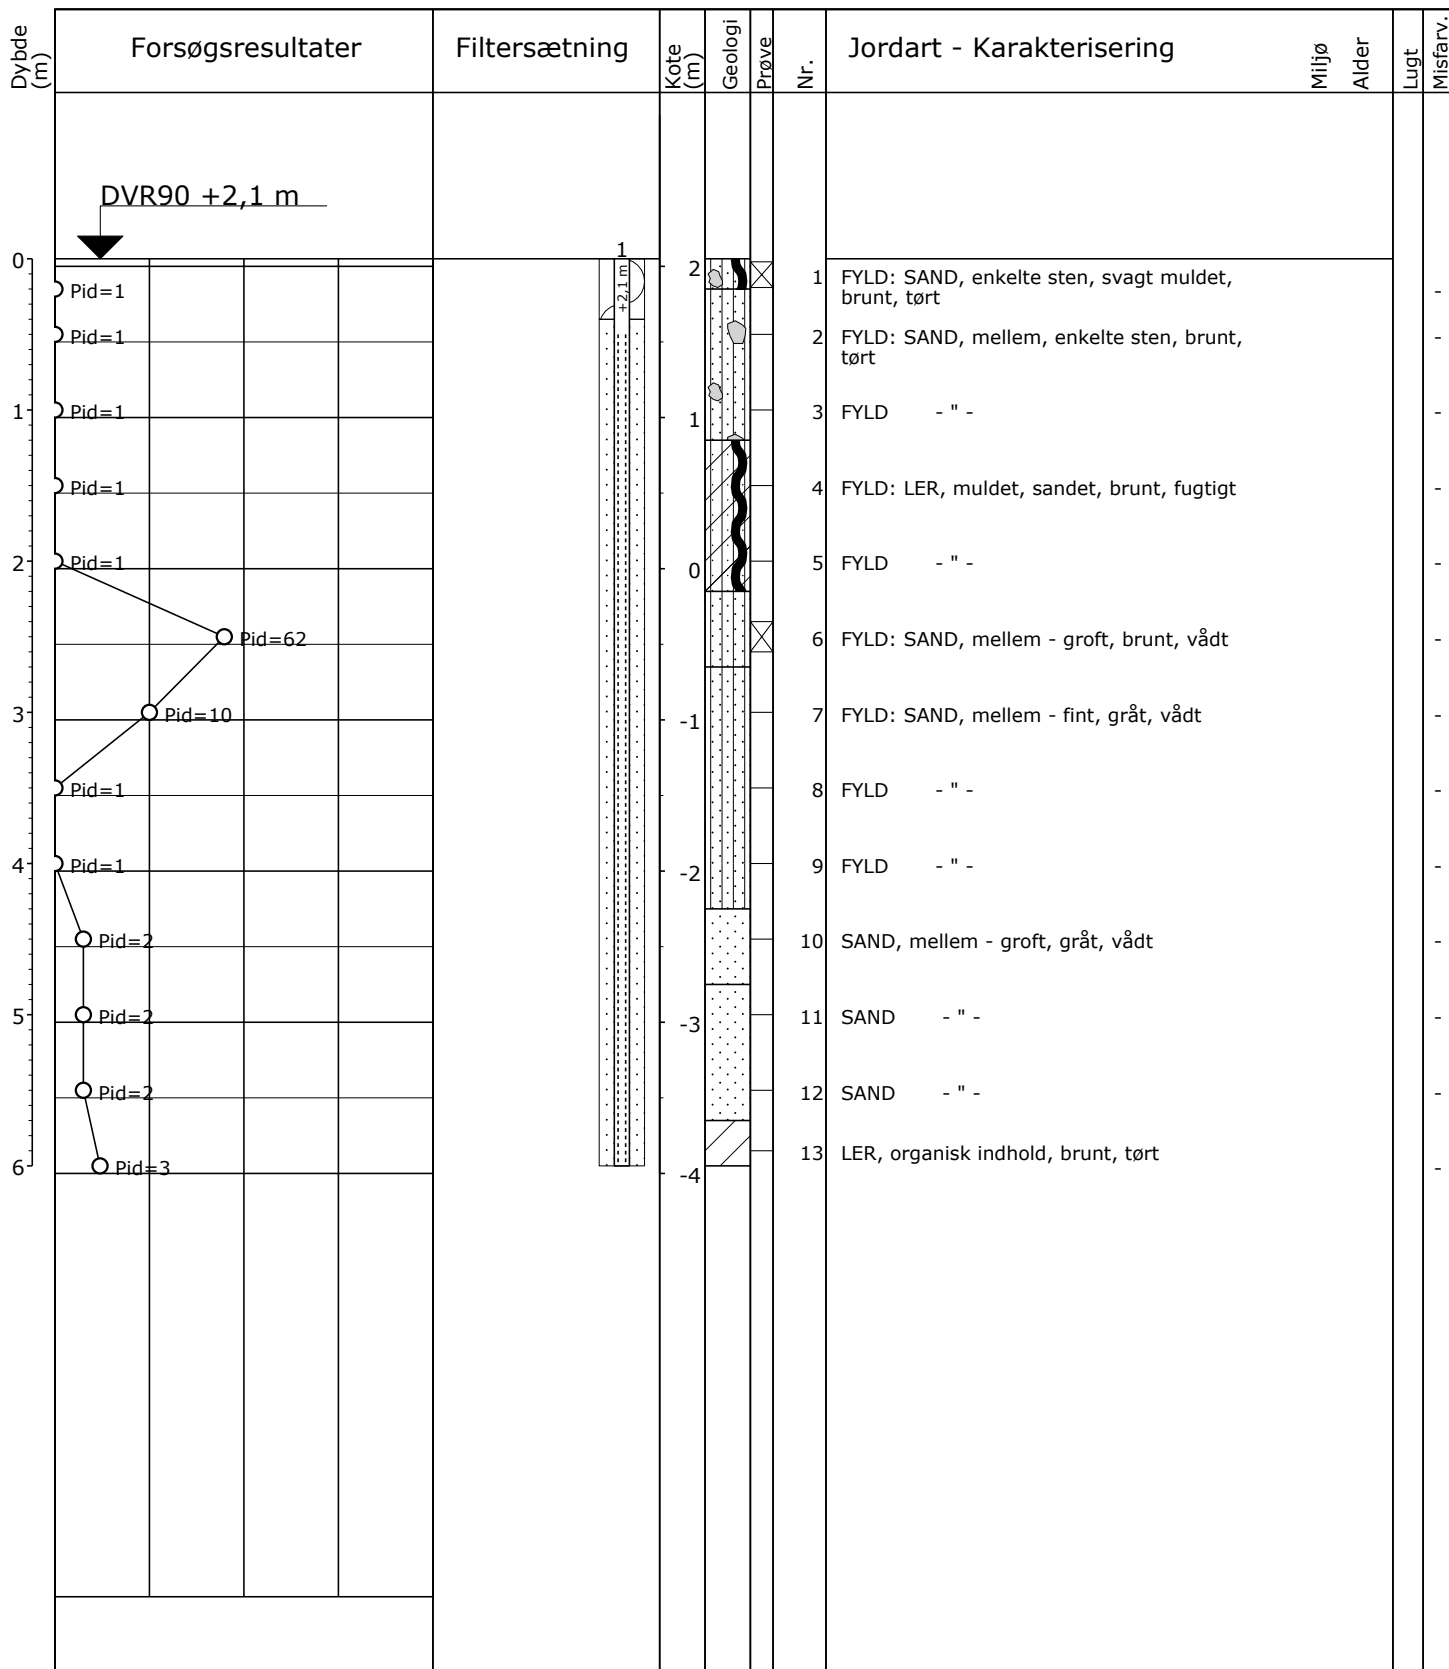 Dybde
(m)
Forsøgsresultater
Filtersætning
Kote
(m)
Geologi
Prøve
Nr.
Jordart - Karakterisering
Miljø
Alder
Lugt
Misfarv.
DVR90 +2,1 m
1
+2,1 m
0
2
Pid=1
1 FYLD: SAND, enkelte sten, svagt muldet,
brunt, tørt
-
Pid=1
2 FYLD: SAND, mellem, enkelte sten, brunt,
tørt
-
1
Pid=1
1
3 FYLD - " -
-
Pid=1
4 FYLD: LER, muldet, sandet, brunt, fugtigt
-
2
Pid=1
0
5 FYLD - " -
-
Pid=62
6 FYLD: SAND, mellem - groft, brunt, vådt
-
3
Pid=10
-1
7 FYLD: SAND, mellem - fint, gråt, vådt
-
Pid=1
8 FYLD - " -
-
4
Pid=1
-2
9 FYLD - " -
-
Pid=2
10 SAND, mellem - groft, gråt, vådt
-
5
Pid=2
-3
11 SAND - " -
-
Pid=2
12 SAND - " -
-
6
Pid=3
-4
13 LER, organisk indhold, brunt, tørt
-